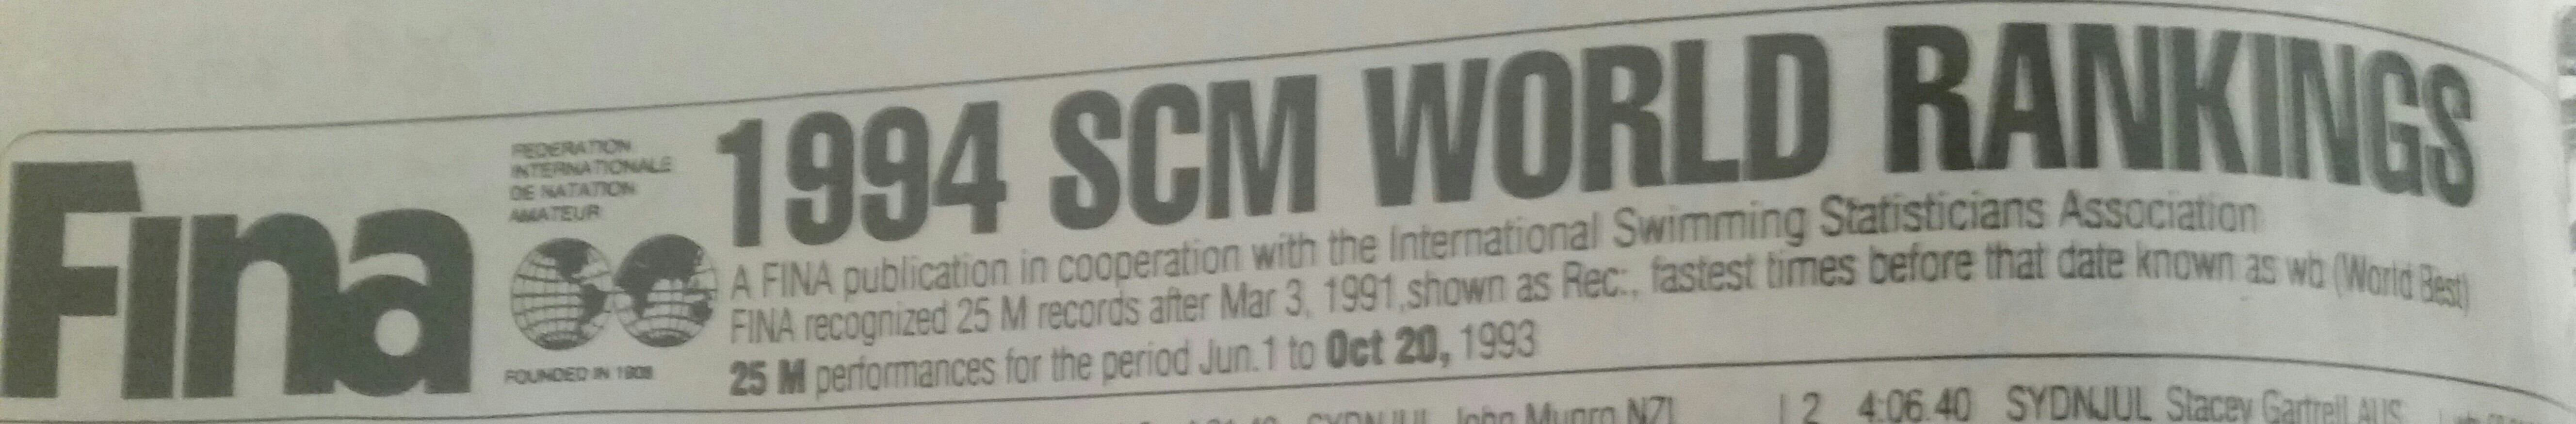 Fina
FEDERATION
INTERNATIONALE
DE NATATION
AMATEUR
FOUNDED IN 1908
1994 SCM WORLD RANKINGS
A FINA publication in cooperation with the International Swimming Statisticians Association
FINA recognized 25 M records after Mar 3, 1991,shown as Rec:, fastest times before that date known as wb (World Best)
25 M performances for the period Jun.1 to Oct 20, 1993
SYDNJUL John Munro NZL
2 4:06.40 SYDNJUL Stacey Gartrell AUS